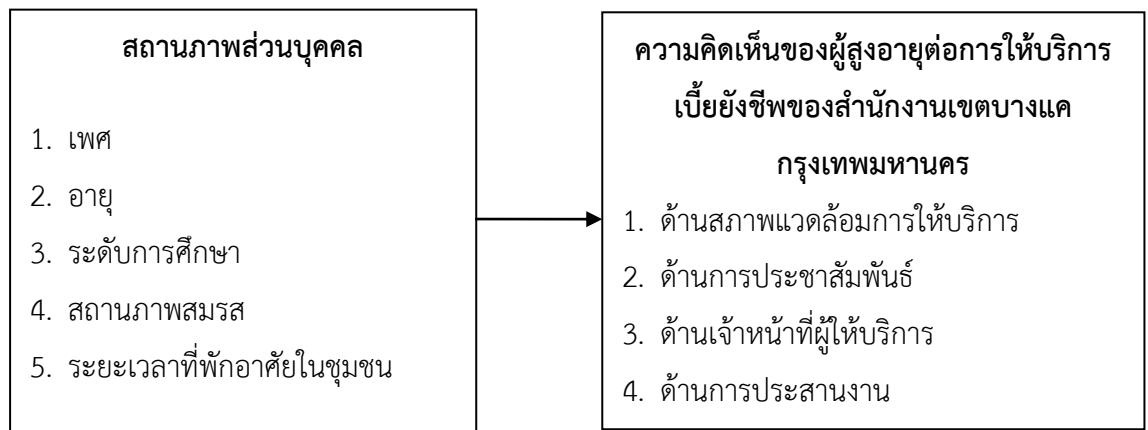 สถานภาพส่วนบุคคล
1. เพศ
2. อายุ
3. ระดับการศึกษา
4. สถานภาพสมรส
5. ระยะเวลาที่พักอาศัยในชุมชน
ความคิดเห็นของผู้สูงอายุต่อการให้บริการ
เบี้ยยังชีพของสำนักงานเขตบางแค
กรุงเทพมหานคร
1. ด้านสภาพแวดล้อมการให้บริการ
2. ด้านการประชาสัมพันธ์
3. ด้านเจ้าหน้าที่ผู้ให้บริการ
4. ด้านการประสานงาน